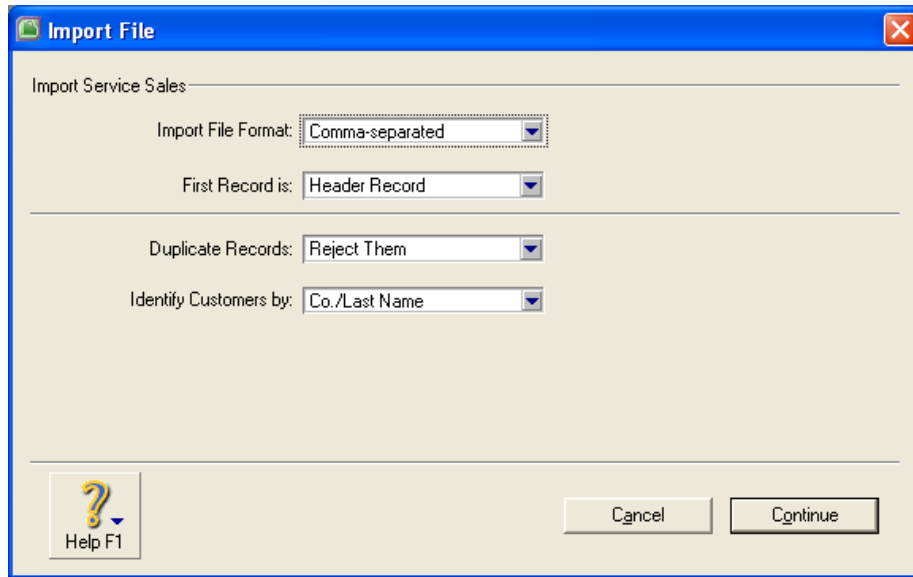 Import File
Import Service Sales
Import File Format: Comma-separated
First Record is: Header Record
Duplicate Records: Reject Them
Identify Customers by: Co./Last Name
Help F1
Cancel
Continue